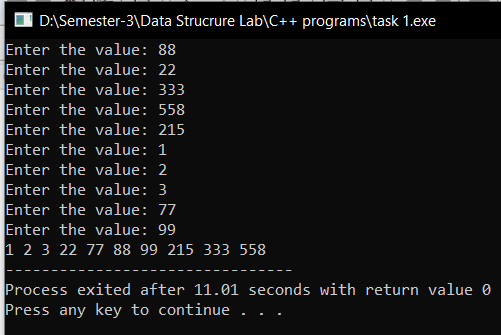 D:\Semester-3\Data Strucrure Lab\C++ programs\task 1.exe
Enter the value: 88
Enter the value: 22
Enter the value: 333
Enter the value: 558
Enter the value: 215
Enter the value: 1
Enter the value: 2
Enter the value: 3
Enter the value: 77
Enter the value: 99
1 2 3 22 77 88 99 215 333 558
--------------------------------
Process exited after 11.01 seconds with return value 0
Press any key to continue . . .